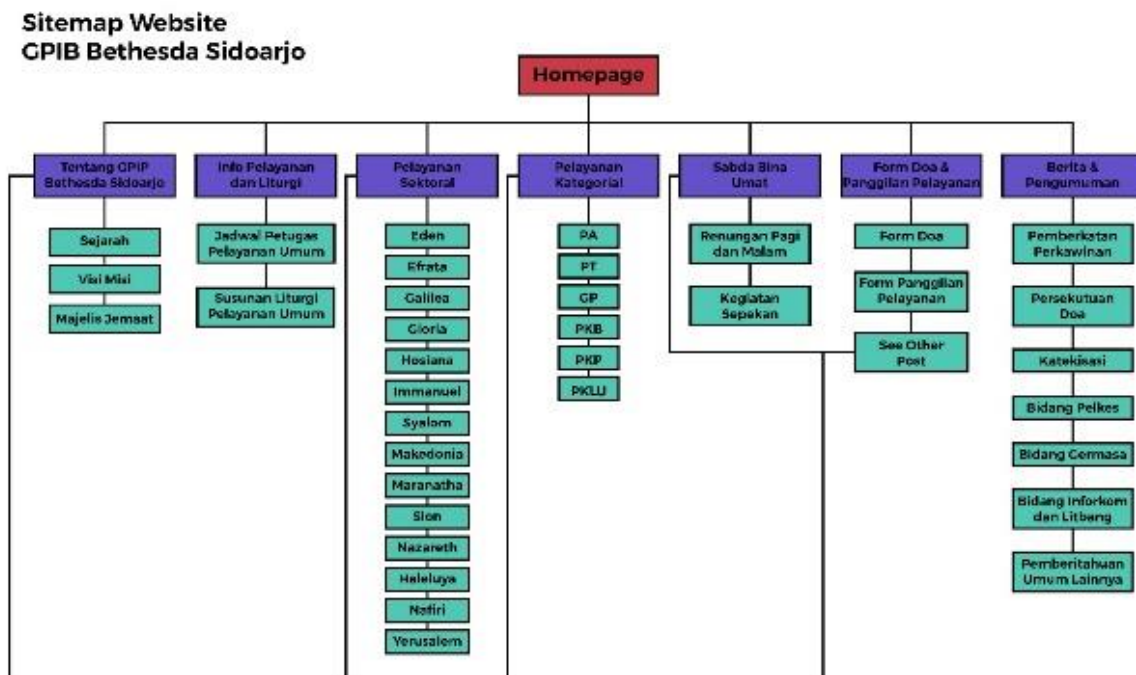 Sitemap Website
GPIB Bethesda Sidoarjo
Homepage
Tentang GPIP
Bethesda Sidoarjo
Info Pelayanan
dan Liturgi
Pelayanan
Sektoral
Pelayanan
Kategorial
Sabda Bina
Umat
Form Doa &
Panggilan Pelayanan
Berita &
Pengumuman
Sejarah
Visi Misi
Majelis Jemaat
Jadwal Petugas
Pelayanan Umum
Susunan Liturgi
Pelayanan Umum
Eden
Efrata
Galilea
Gloria
Hosiana
Immanuel
Syalom
Makedonia
Maranatha
Sion
Nazareth
Haleluya
Nafiri
Yerusalem
PA
PT
GP
PKB
PKP
PKLU
Renungan Pagi
dan Malam
Kegiatan
Sepekan
Form Doa
Form Panggilan
Pelayanan
See Other
Post
Pemberkatan
Perkawinan
Persekutuan
Doa
Katekisasi
Bidang Pelkes
Bidang Germasa
Bidang Inforkom
dan Litbang
Pemberitahuan
Umum Lainnya